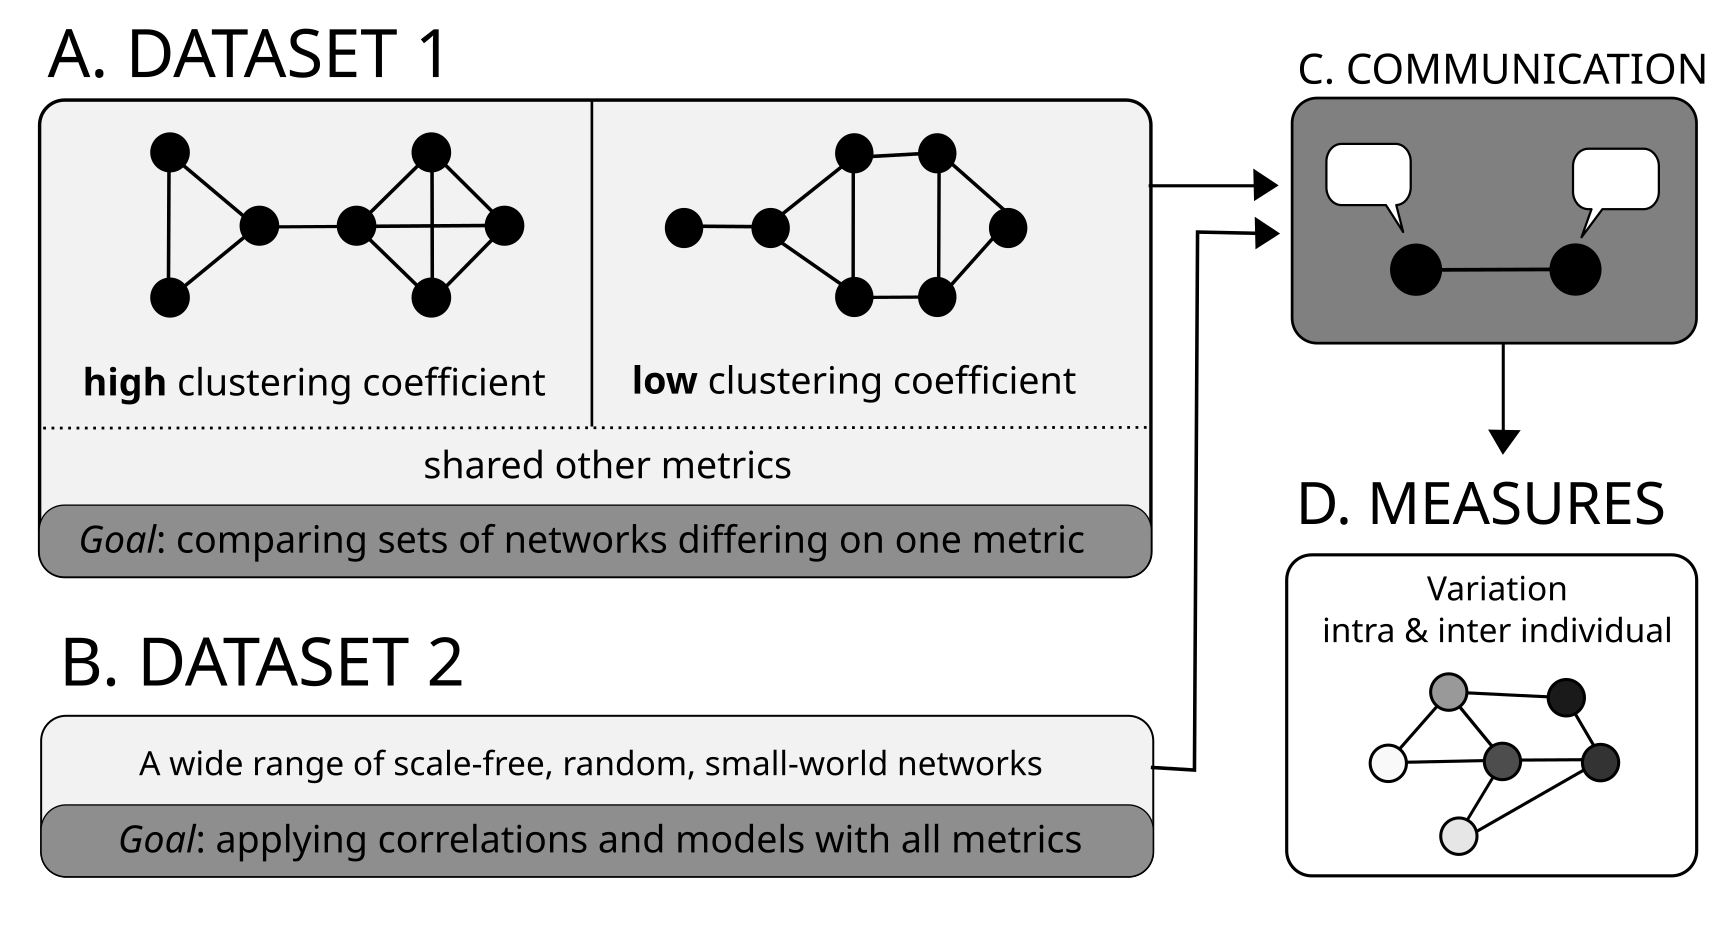 A. DATASET 1
high clustering coefficient
low clustering coefficient
shared other metrics
Goal: comparing sets of networks differing on one metric
B. DATASET 2
A wide range of scale-free, random, small-world networks
Goal: applying correlations and models with all metrics
C. COMMUNICATION
D. MEASURES
Variation
intra & inter individual